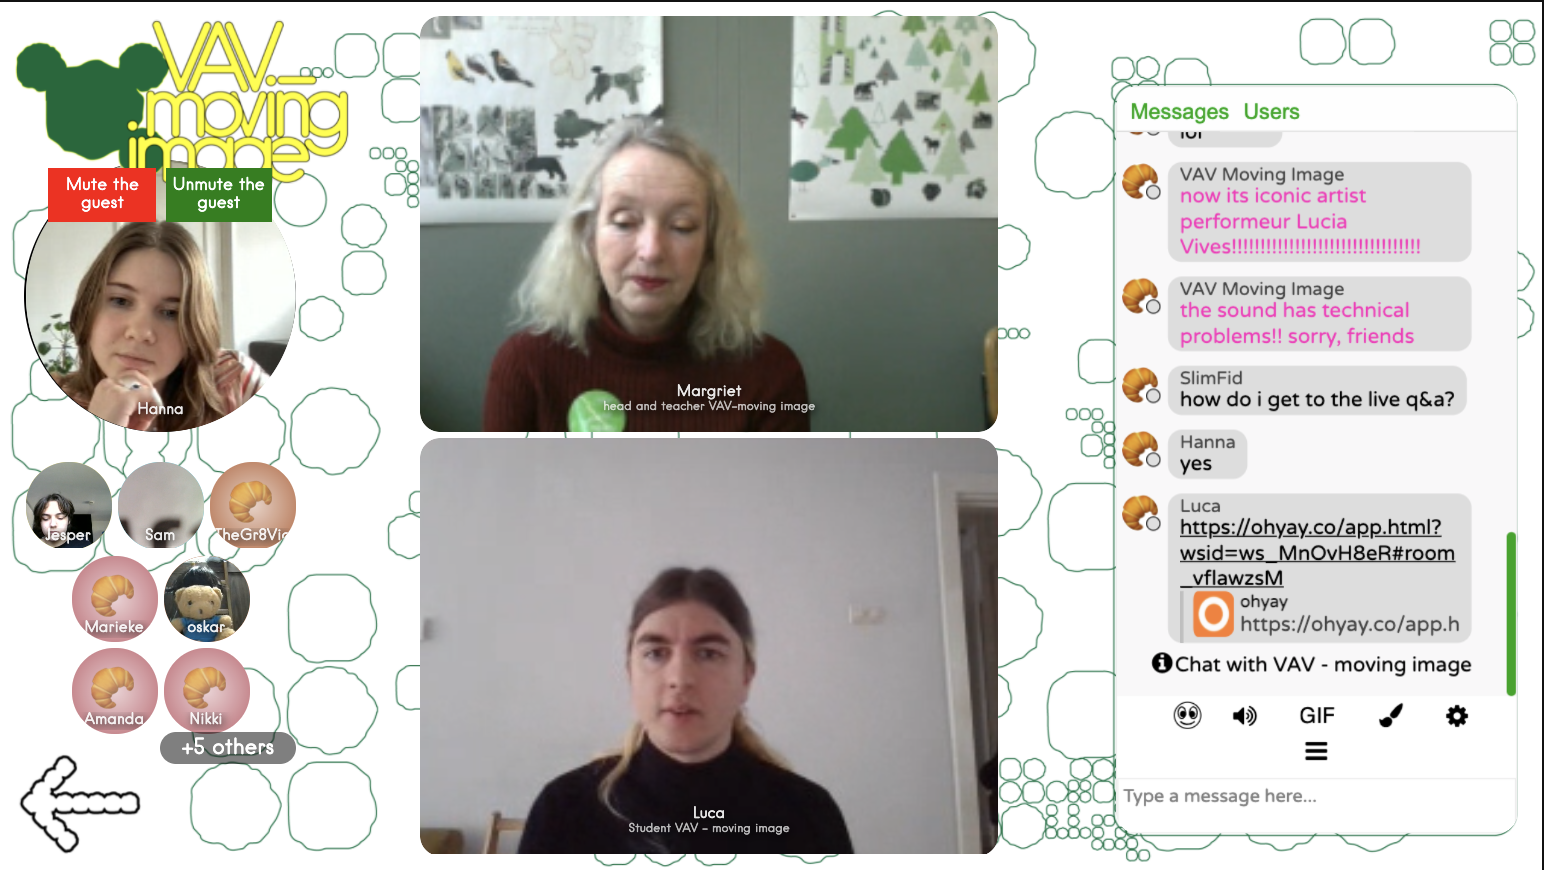 VAV_
moving
image
Mute the
guest
Unmute the
guest
Hanna
Jesper
Sam
Marieke
oskar
Amanda
Nikki
+5 others
Margriet
head and teacher VAV-moving image
Luca
Student VAV - moving image
Messages Users
lol
VAV Moving Image
now its iconic artist
performeur Lucia
Vives!!!!!!!!!!!!!!!!!!!!!!!!!!!!!!!!!
VAV Moving Image
the sound has technical
problems!! sorry, friends
SlimFid
how do i get to the live q&a?
Hanna
yes
Luca
https://ohyay.co/app.html?
wsid=ws_MnOvH8eR#room
_vflawzsM
ohyay
https://ohyay.co/app.h
Chat with VAV - moving image
GIF
Type a message here...